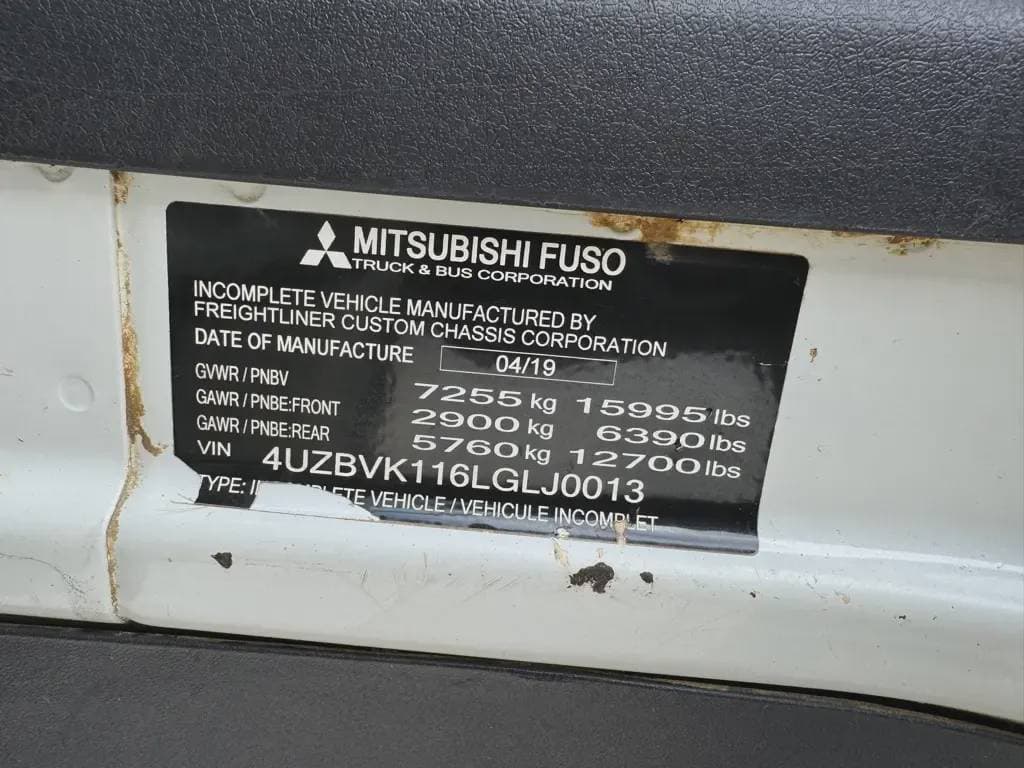 MITSUBISHI FUSO
TRUCK & BUS CORPORATION
INCOMPLETE VEHICLE MANUFACTURED BY
FREIGHTLINER CUSTOM CHASSIS CORPORATION
DATE OF MANUFACTURE 04/19
GVWR / PNBV 7255 kg 15995 lbs
GAWR / PNBE:FRONT 2900 kg 6390 lbs
GAWR / PNBE:REAR 5760 kg 12700 lbs
VIN 4UZBVK116LGLJ0013
VEHICLE / VEHICULE INCOMPLET